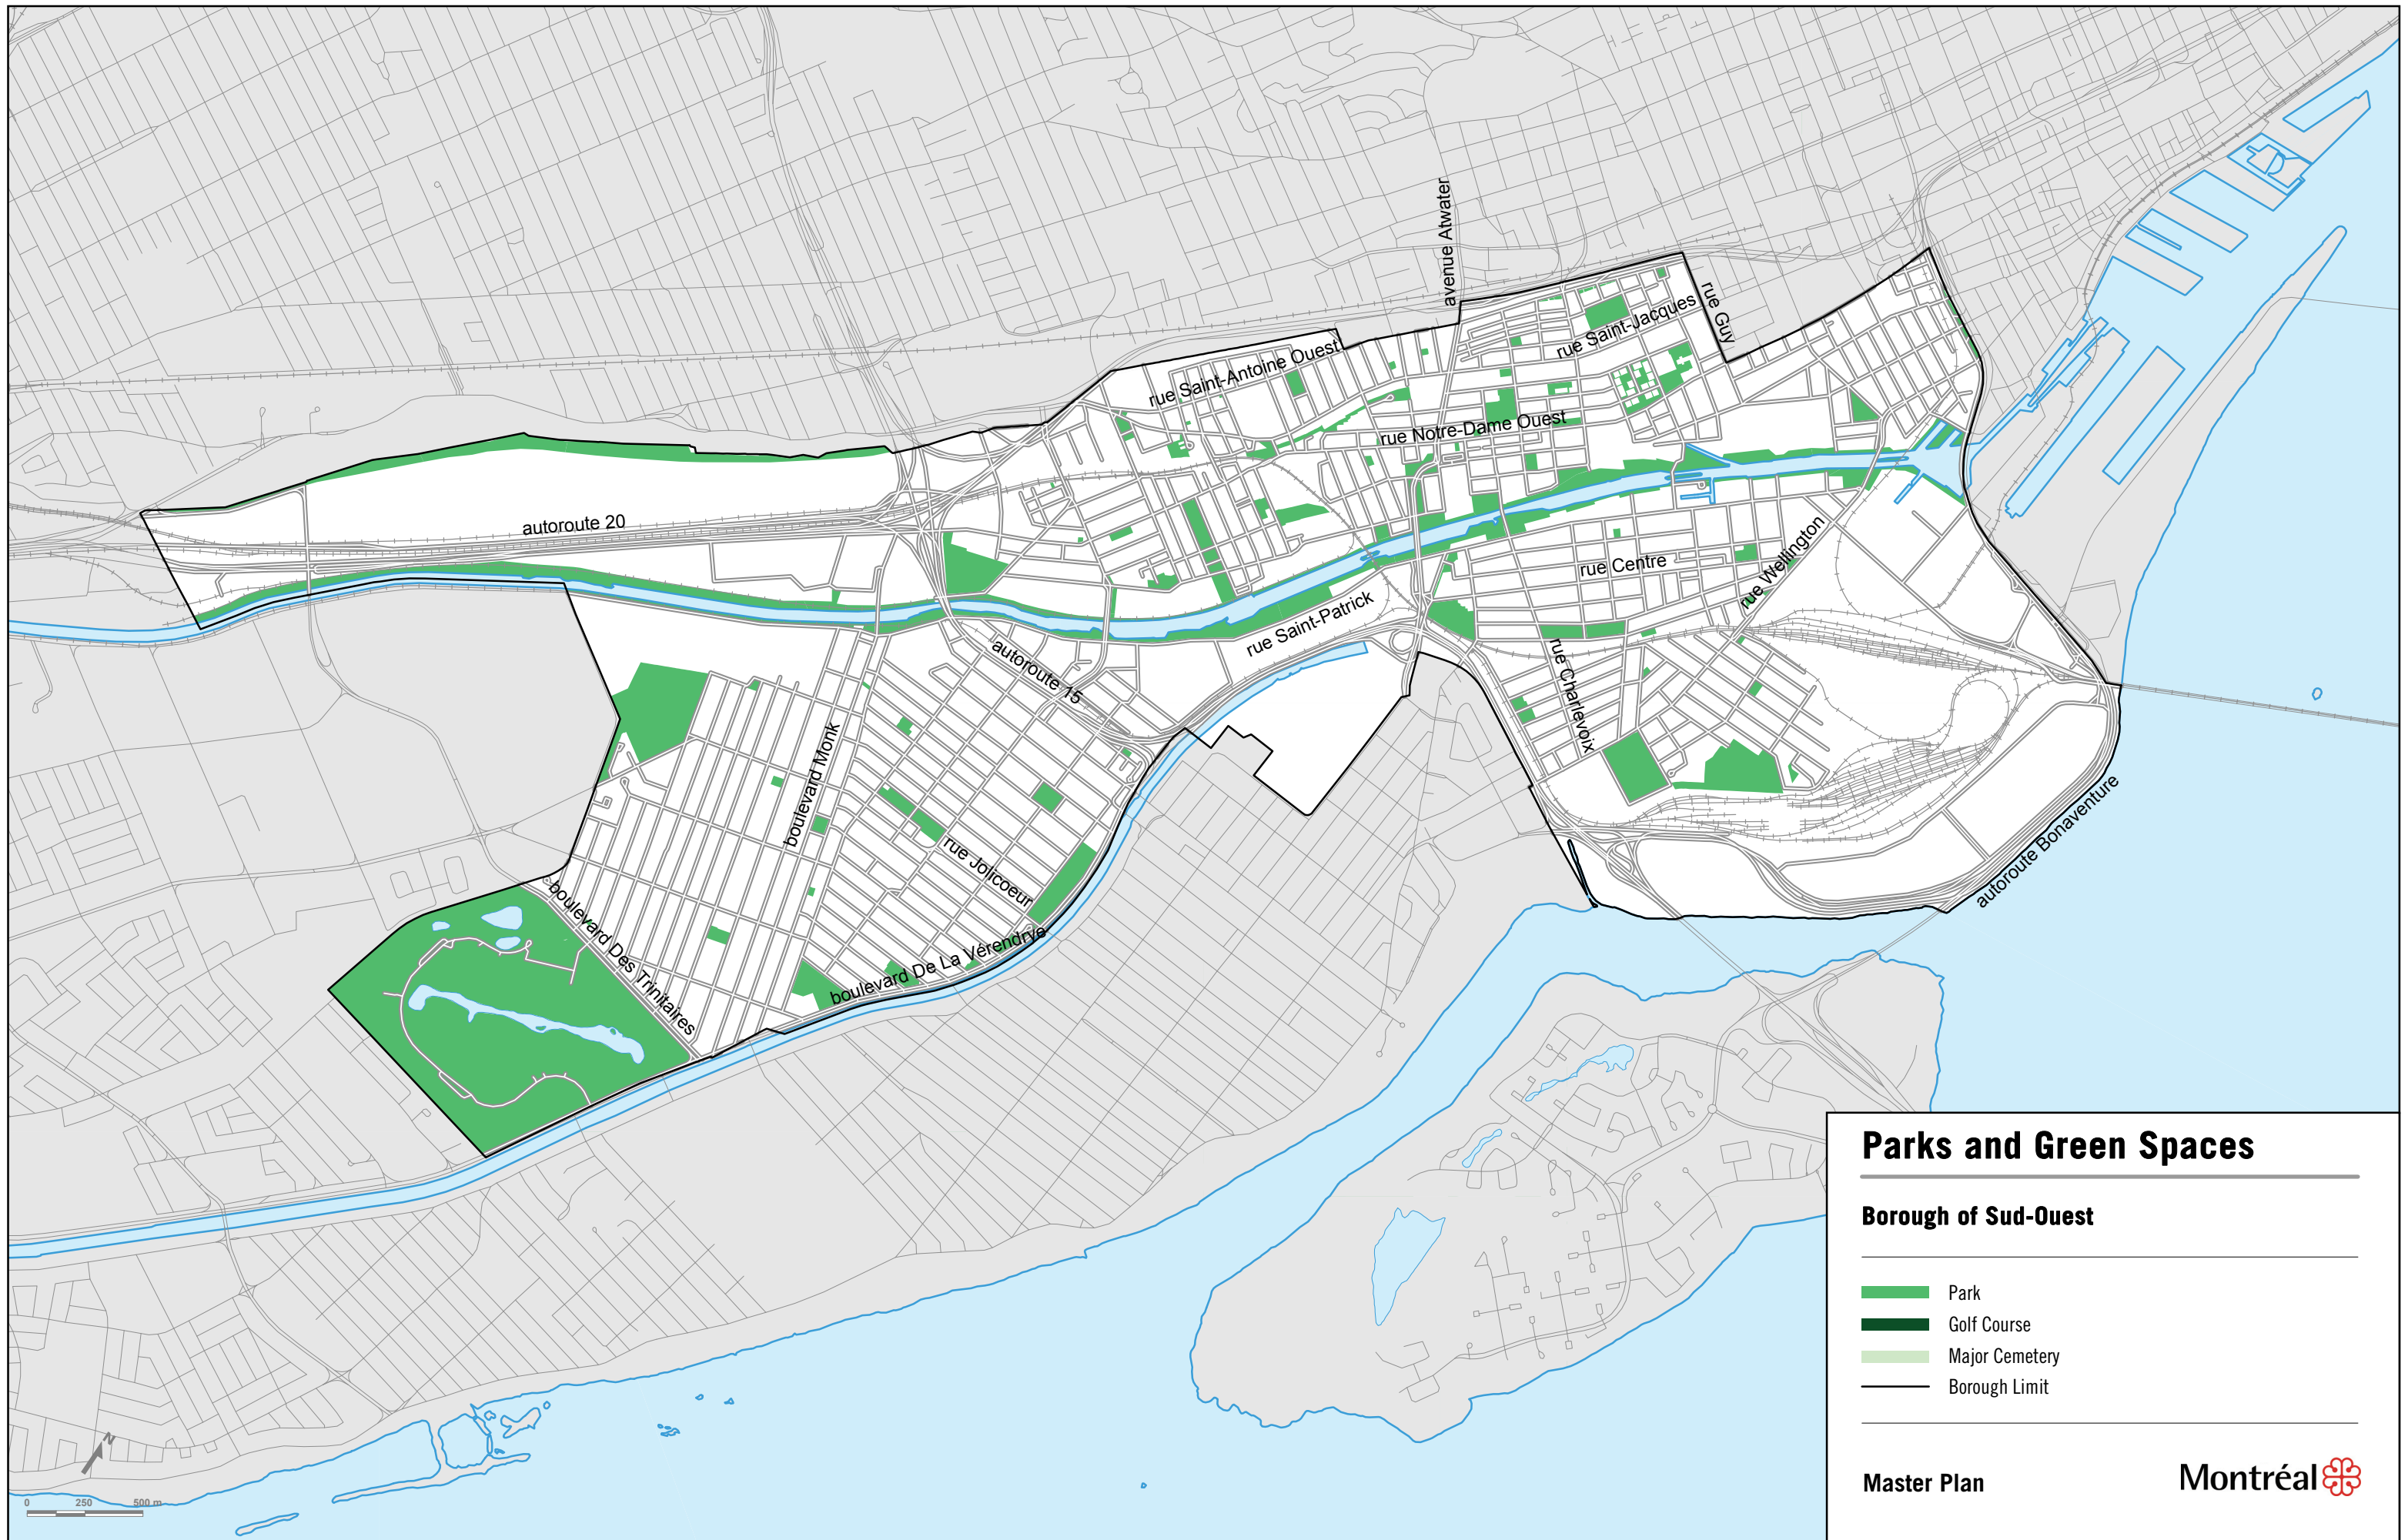 avenue Atwater
rue Guy
rue Saint-Jacques
rue Saint-Antoine Ouest
rue Notre-Dame Ouest
autoroute 20
rue Centre
rue Wellington
rue Saint-Patrick
autoroute 15
rue Charlevoix
boulevard Monk
rue Jolicoeur
autoroute Bonaventure
boulevard Des Trinitaires
boulevard De La Vérendrye
Parks and Green Spaces
Borough of Sud-Ouest
Park
Golf Course
Major Cemetery
Borough Limit
Master Plan
Montréal
N
0 250 500 m